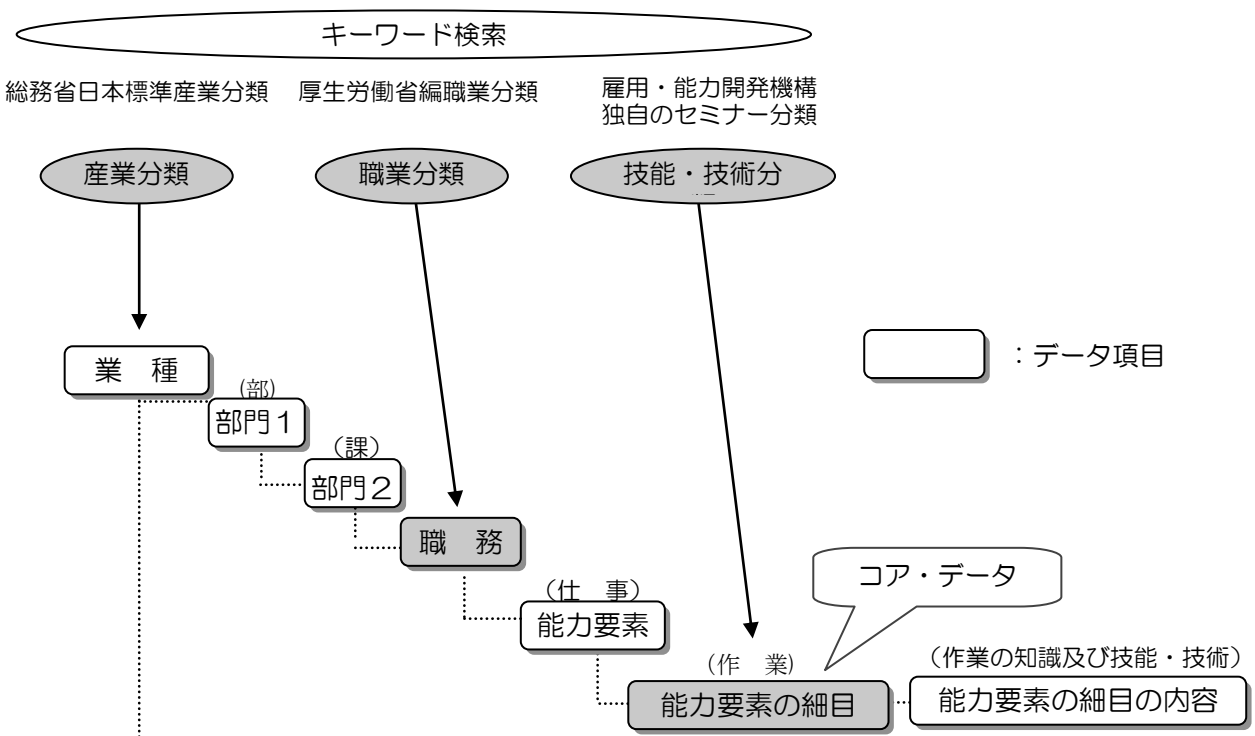 キーワード検索
総務省日本標準産業分類
厚生労働省編職業分類
雇用・能力開発機構
独自のセミナー分類
産業分類
職業分類
技能・技術分
業　種
：データ項目
(部)
部門１
（課）
部門２
職　務
コア・データ
（仕　事）
能力要素
(作　業)
（作業の知識及び技能・技術）
能力要素の細目
能力要素の細目の内容